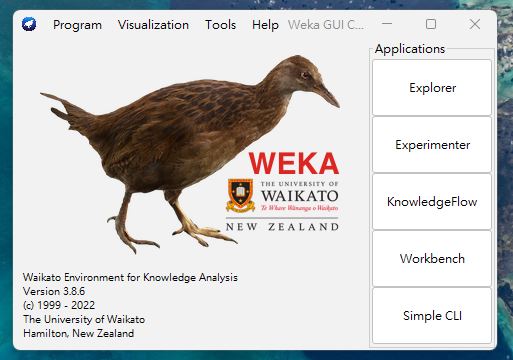 Program Visualization Tools Help Weka GUI C...
Applications
Explorer
Experimenter
KnowledgeFlow
Workbench
Simple CLI
WEKA
THE UNIVERSITY OF
WAIKATO
Te Whare Wānanga o Waikato
NEW ZEALAND
Waikato Environment for Knowledge Analysis
Version 3.8.6
(c) 1999 - 2022
The University of Waikato
Hamilton, New Zealand